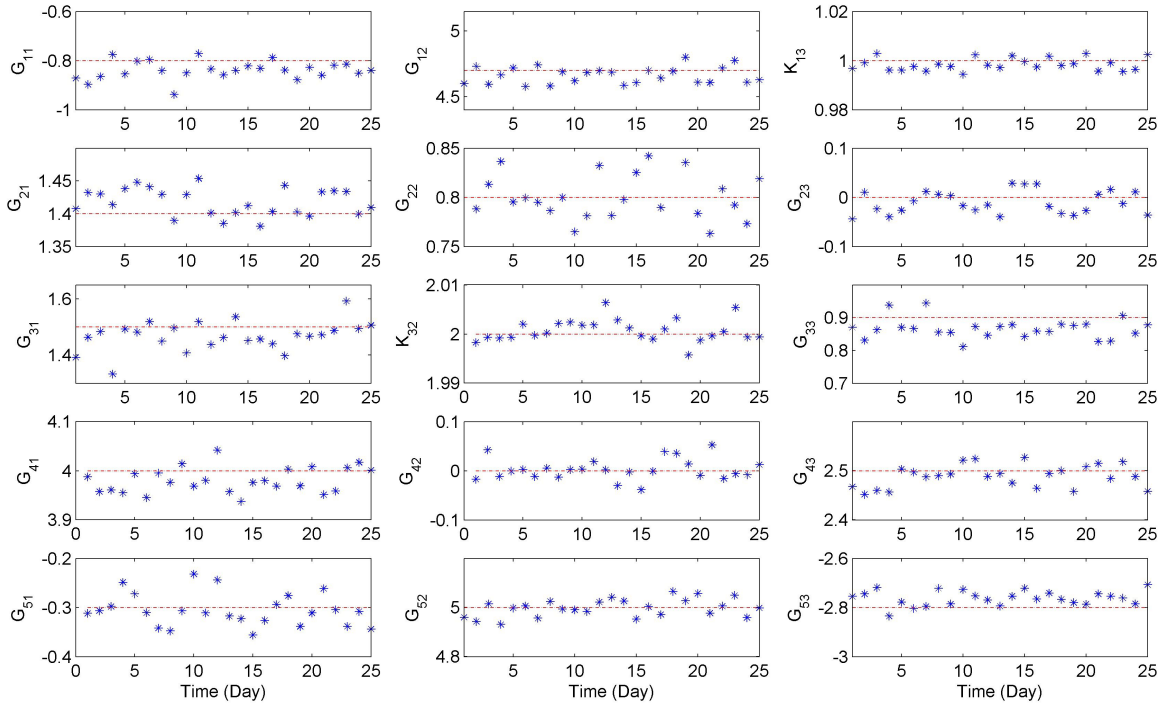 -0.6
-0.8
-1
G11
5 10 15 20 25
5
4.5
G12
5 10 15 20 25
1.02
1
0.98
K13
5 10 15 20 25
1.45
1.4
1.35
G21
5 10 15 20 25
0.85
0.8
0.75
G22
5 10 15 20 25
0.1
0
-0.1
G23
5 10 15 20 25
1.6
1.4
G31
0 5 10 15 20 25
2.01
2
1.99
K32
0 5 10 15 20 25
0.9
0.8
0.7
G33
5 10 15 20 25
4.1
4
3.9
G41
0 5 10 15 20 25
0.1
0
-0.1
G42
0 5 10 15 20 25
2.5
2.4
G43
5 10 15 20 25
-0.2
-0.3
-0.4
G51
0 5 10 15 20 25
Time (Day)
5
4.8
G52
5 10 15 20 25
Time (Day)
-2.6
-2.8
-3
G53
5 10 15 20 25
Time (Day)